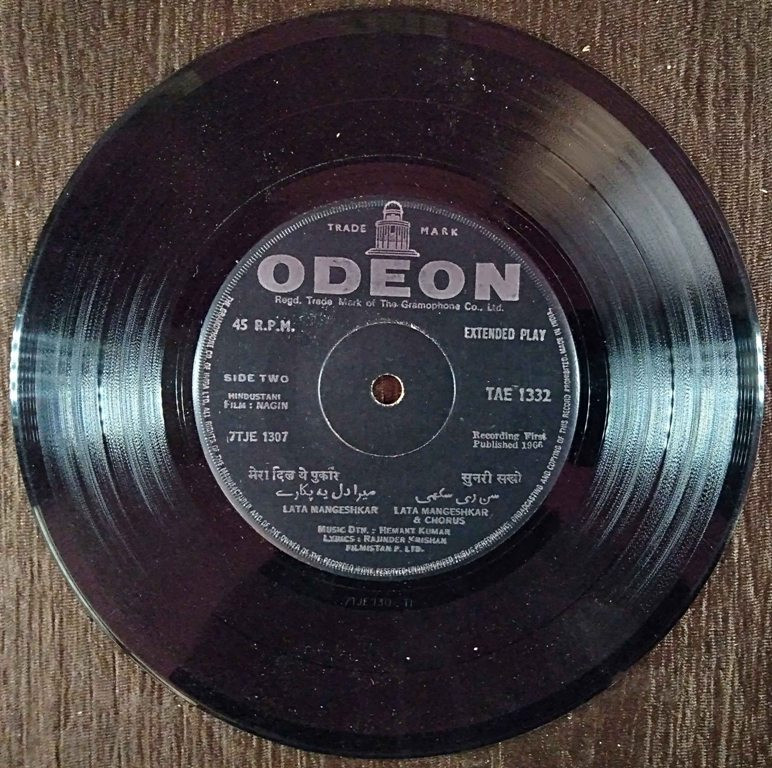 TRADE MARK
ODEON
Regd. Trade Mark of The Gramophone Co., Ltd.
45 R.P.M.
EXTENDED PLAY
SIDE TWO
HINDUSTANI
FILM : NAGIN
TAE 1332
7TJE 1307
Recording First
Published 1966
मेरा दिल ये पुकारे
सुनरी सखी
میرا دل یہ پکارے
سن ری سکھی
LATA MANGESHKAR
LATA MANGESHKAR
& CHORUS
MUSIC DTN. : HEMANT KUMAR
LYRICS : RAJINDER KRISHAN
FILMISTAN P. LTD.